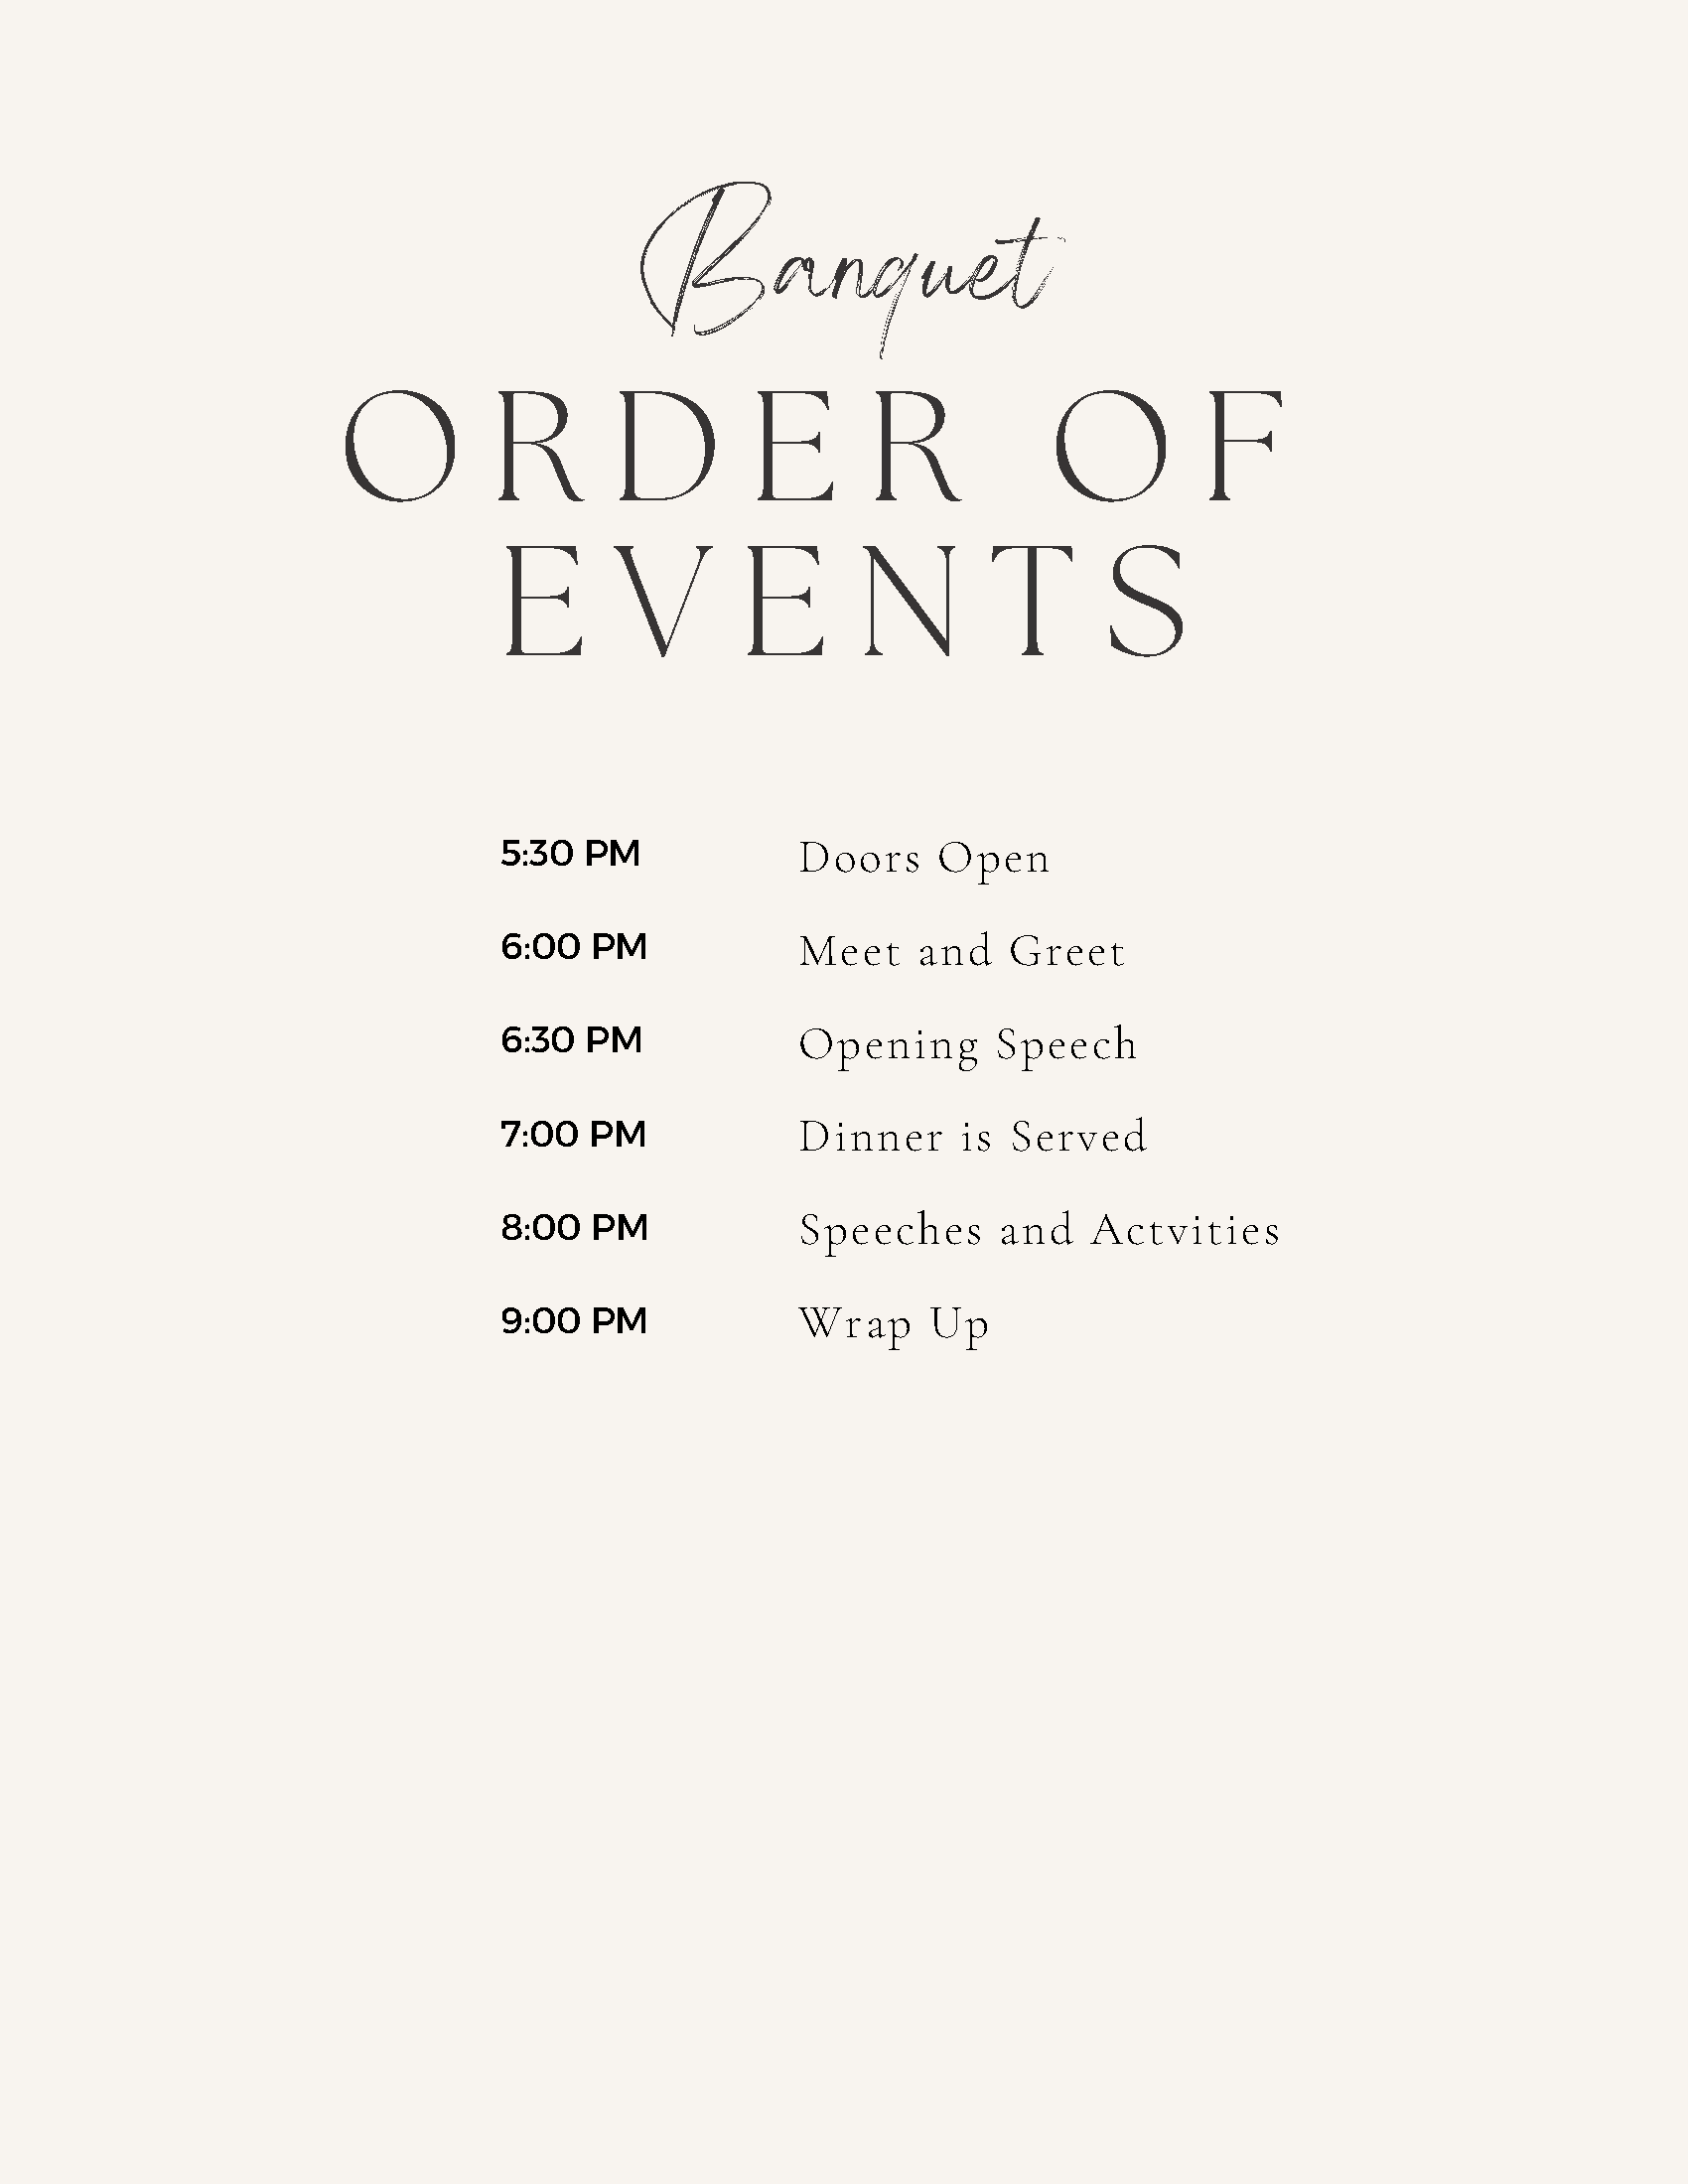 Banquet
ORDER OF
EVENTS
5:30 PM Doors Open
6:00 PM Meet and Greet
6:30 PM Opening Speech
7:00 PM Dinner is Served
8:00 PM Speeches and Actvities
9:00 PM Wrap Up